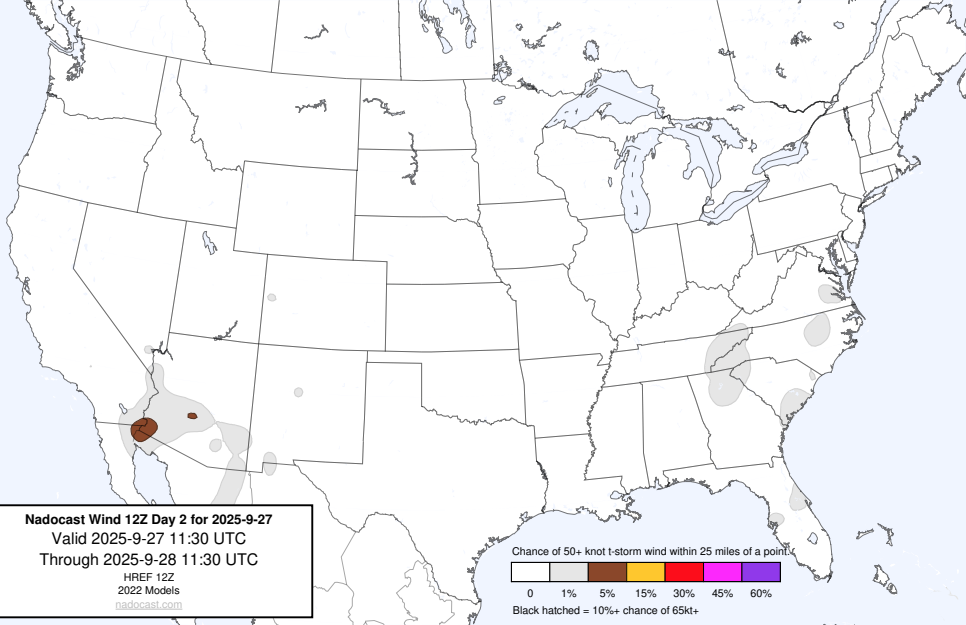 Nadocast Wind 12Z Day 2 for 2025-9-27
Valid 2025-9-27 11:30 UTC
Through 2025-9-28 11:30 UTC
HREF 12Z
2022 Models
nadocast.com
Chance of 50+ knot t-storm wind within 25 miles of a point.
0 1% 5% 15% 30% 45% 60%
Black hatched = 10%+ chance of 65kt+